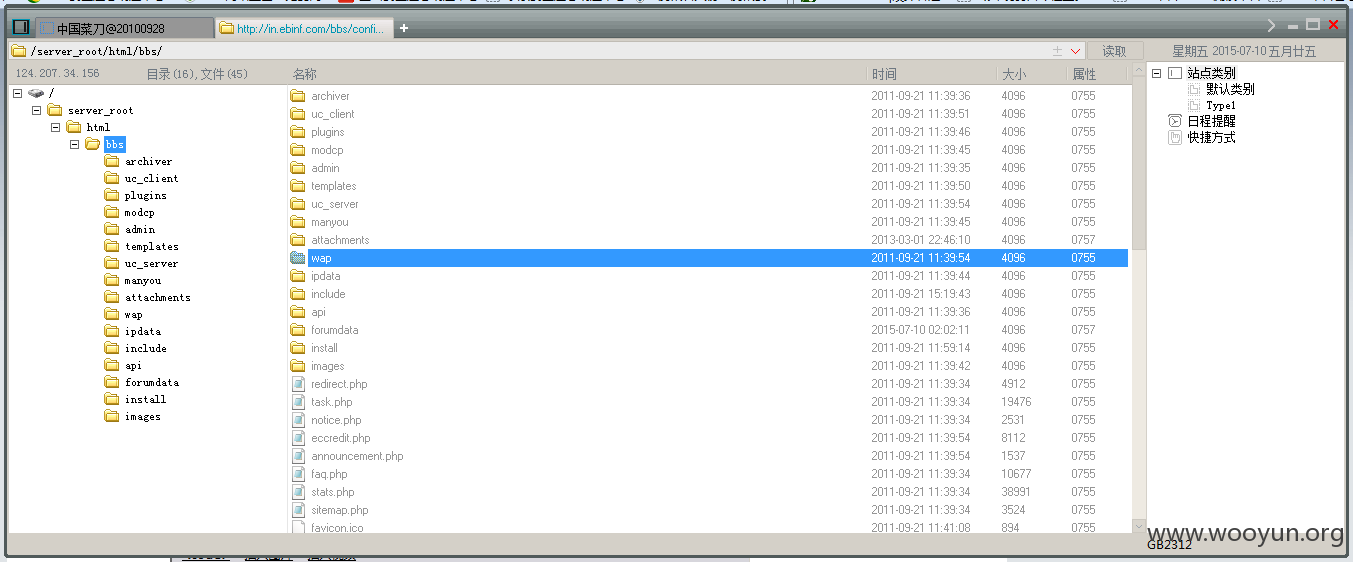 中国菜刀@20100928 http://in.ebinf.com/bbs/confi... +
/server_root/html/bbs/ 读取 星期五 2015-07-10 五月廿五
124.207.34.156 目录(16),文件(45) 名称 时间 大小 属性
/
server_root
html
bbs
archiver
uc_client
plugins
modcp
admin
templates
uc_server
manyou
attachments
wap
ipdata
include
api
forumdata
install
images
archiver 2011-09-21 11:39:36 4096 0755
uc_client 2011-09-21 11:39:51 4096 0755
plugins 2011-09-21 11:39:46 4096 0755
modcp 2011-09-21 11:39:45 4096 0755
admin 2011-09-21 11:39:35 4096 0755
templates 2011-09-21 11:39:50 4096 0755
uc_server 2011-09-21 11:39:54 4096 0755
manyou 2011-09-21 11:39:45 4096 0755
attachments 2013-03-01 22:46:10 4096 0757
wap 2011-09-21 11:39:54 4096 0755
ipdata 2011-09-21 11:39:44 4096 0755
include 2011-09-21 15:19:43 4096 0755
api 2011-09-21 11:39:36 4096 0755
forumdata 2015-07-10 02:02:11 4096 0757
install 2011-09-21 11:59:14 4096 0755
images 2011-09-21 11:39:42 4096 0755
redirect.php 2011-09-21 11:39:34 4912 0755
task.php 2011-09-21 11:39:34 19476 0755
notice.php 2011-09-21 11:39:34 2531 0755
eccredit.php 2011-09-21 11:39:54 8112 0755
announcement.php 2011-09-21 11:39:54 1537 0755
faq.php 2011-09-21 11:39:34 10677 0755
stats.php 2011-09-21 11:39:34 38991 0755
sitemap.php 2011-09-21 11:39:34 3524 0755
favicon.ico 2011-09-21 11:41:08 894 0755
站点类别
默认类别
Type1
日程提醒
快捷方式
www.wooyun.org
GB2312